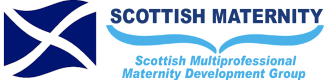 SCOTTISH MATERNITY
Scottish Multiprofessional
Maternity Development Group